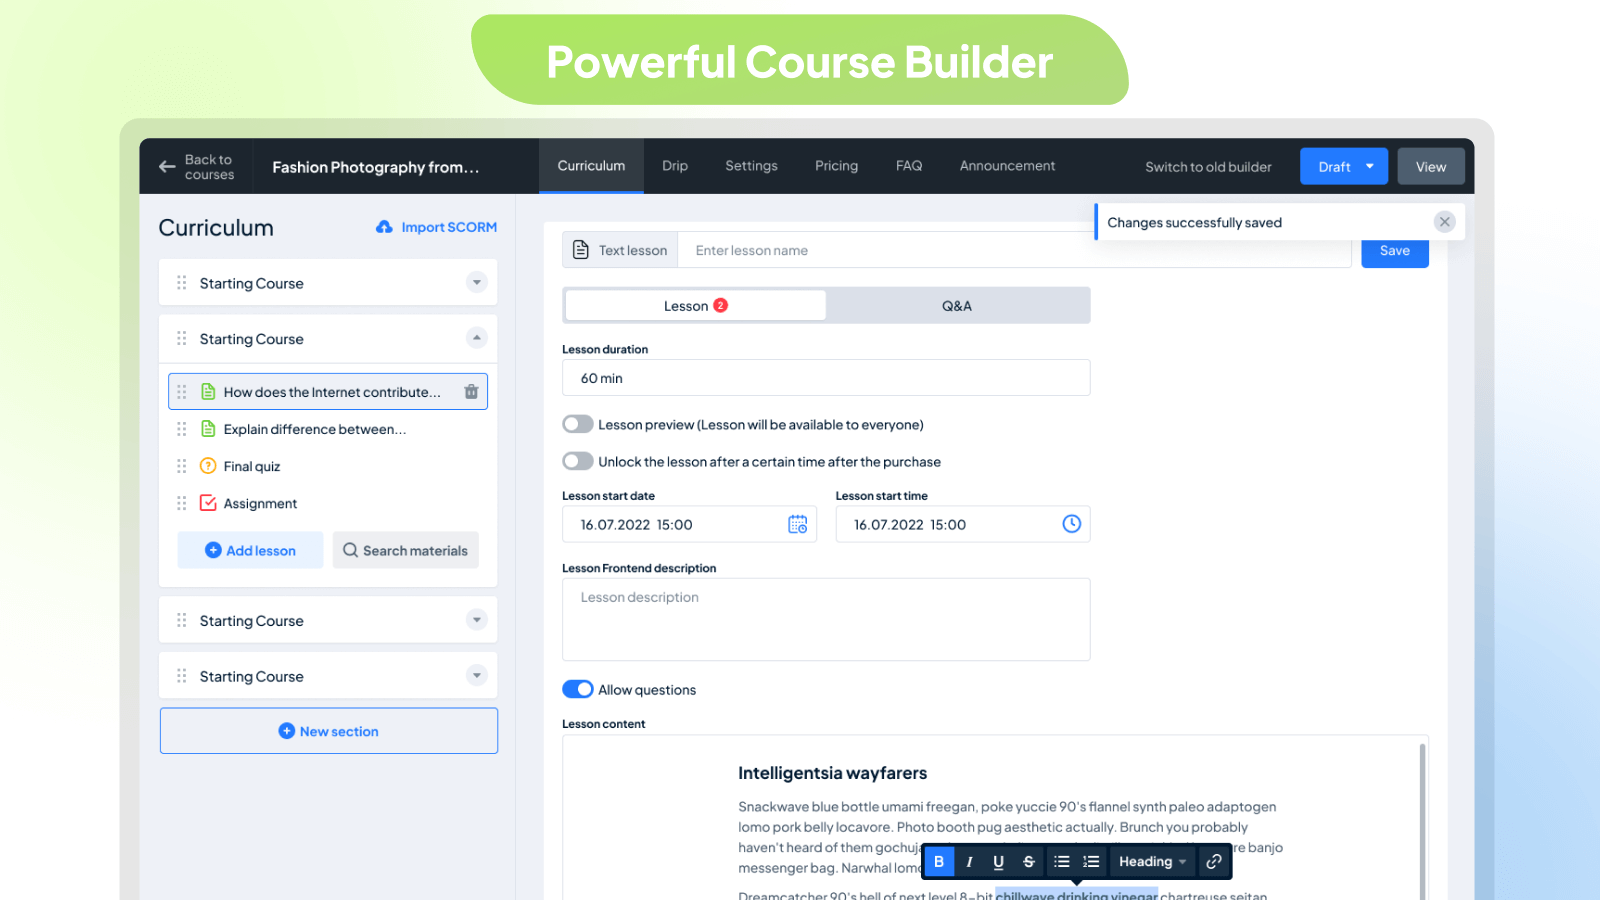 Powerful Course Builder
Back to
courses
Fashion Photography from...
Curriculum
Drip
Settings
Pricing
FAQ
Announcement
Switch to old builder
Draft
View
Changes successfully saved
Curriculum
Import SCORM
Starting Course
Starting Course
How does the Internet contribute...
Explain difference between...
Final quiz
Assignment
Add lesson
Search materials
Starting Course
Starting Course
New section
Text lesson
Enter lesson name
Save
Lesson 2
Q&A
Lesson duration
60 min
Lesson preview (Lesson will be available to everyone)
Unlock the lesson after a certain time after the purchase
Lesson start date
Lesson start time
16.07.2022 15:00
16.07.2022 15:00
Lesson Frontend description
Lesson description
Allow questions
Lesson content
Intelligentsia wayfarers
Snackwave blue bottle umami freegan, poke yuccie 90's flannel synth paleo adaptogen
lomo pork belly locavore. Photo booth pug aesthetic actually. Brunch you probably
haven't heard of them banjo
messenger bag. Narwhal
B I U S Heading
Dreamcatcher 90's hell of next level 8-bit chillwave drinking vinegar chartreuse seitan